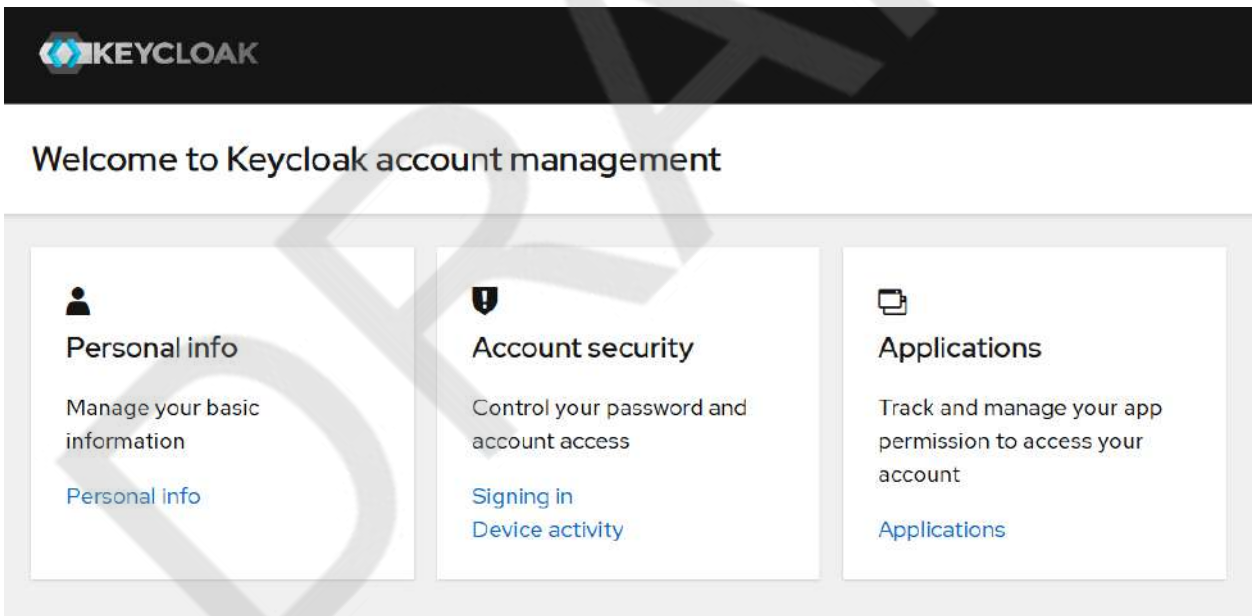 KEYCLOAK
Welcome to Keycloak account management
Personal info
Manage your basic
information
Personal info
Account security
Control your password and
account access
Signing in
Device activity
Applications
Track and manage your app
permission to access your
account
Applications
DRA